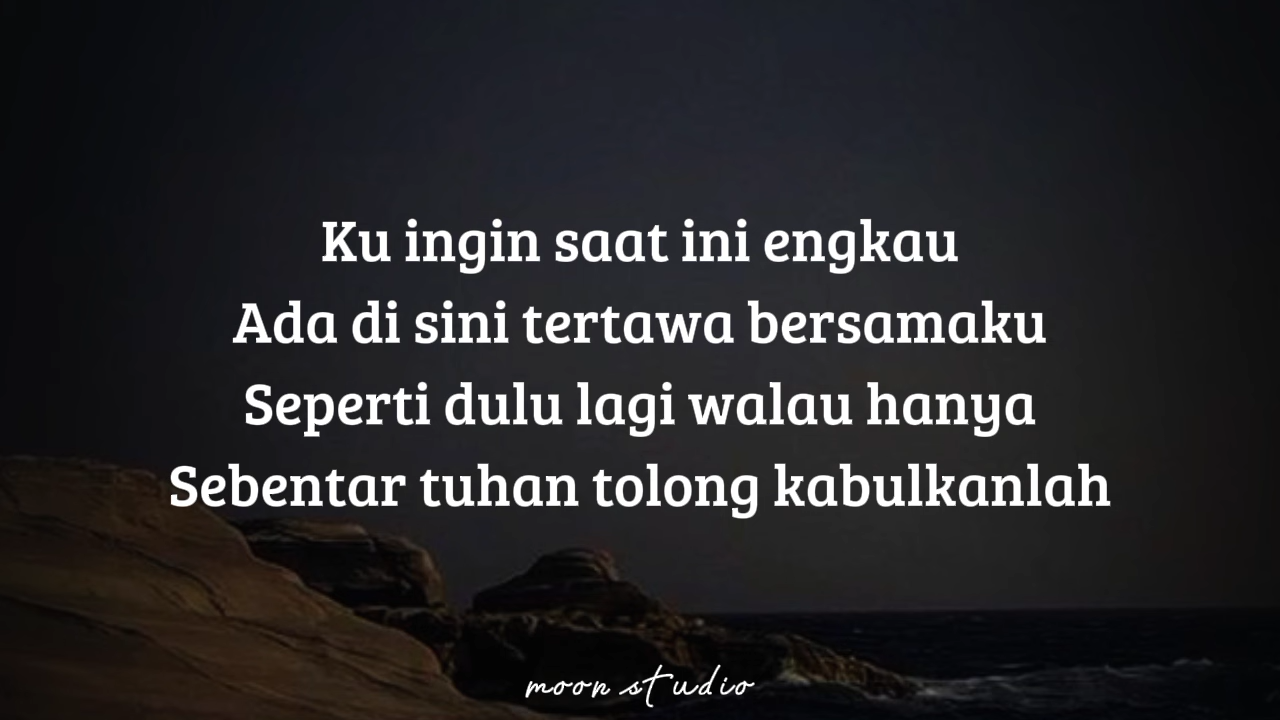 Ku ingin saat ini engkau
Ada di sini tertawa bersamaku
Seperti dulu lagi walau hanya
Sebentar tuhan tolong kabulkanlah
moon studio